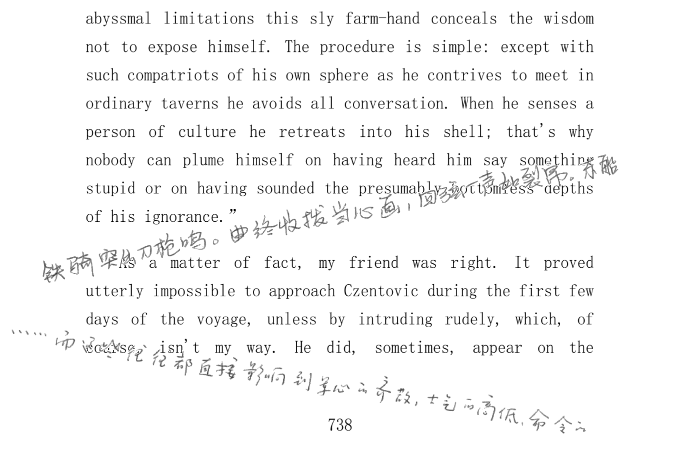 abyssmal limitations this sly farm-hand conceals the wisdom
not to expose himself. The procedure is simple: except with
such compatriots of his own sphere as he contrives to meet in
ordinary taverns he avoids all conversation. When he senses a
person of culture he retreats into his shell; that's why
nobody can plume himself on having heard him say something
stupid or on having sounded the presumably bottomless depths
of his ignorance.”
铁骑突出刀枪鸣。曲终收拨当心画,四弦一声如裂帛。东船
As a matter of fact, my friend was right. It proved
utterly impossible to approach Czentovic during the first few
days of the voyage, unless by intruding rudely, which, of
course, isn't my way. He did, sometimes, appear on the
……而这些往往都直接影响到军心的齐散,士气的高低,命令的
738